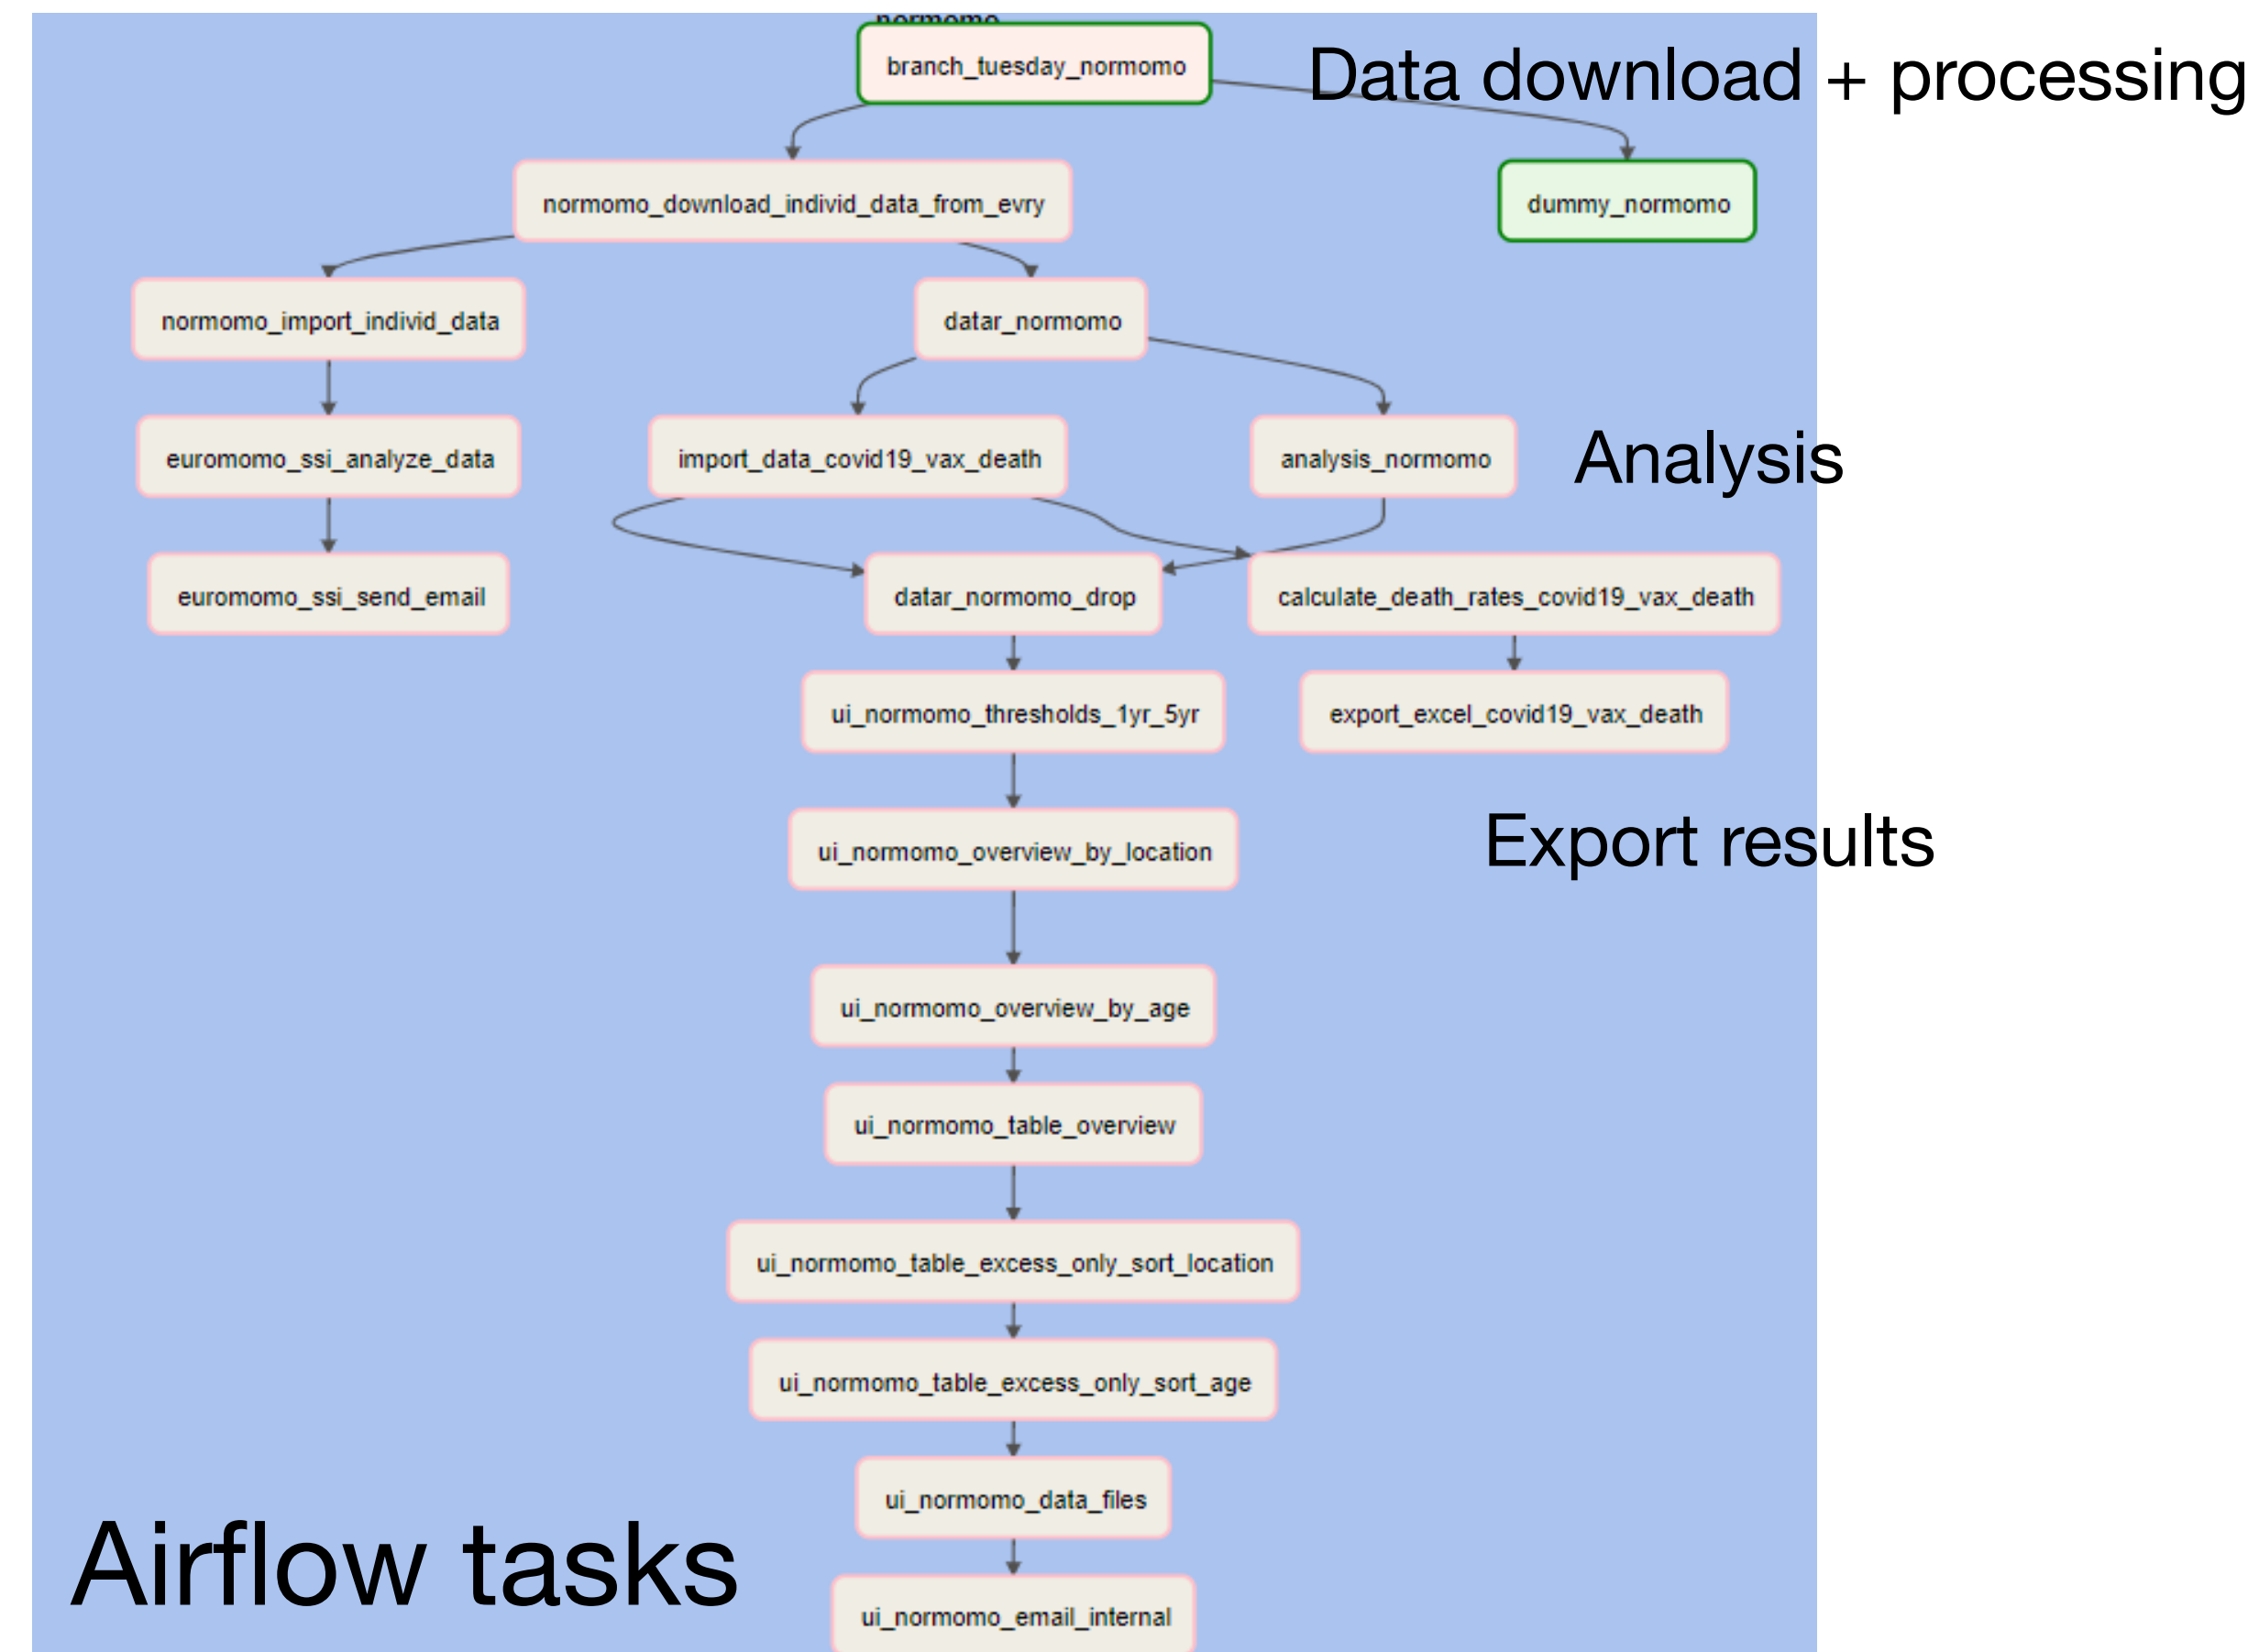 normomo
branch_tuesday_normomo
Data download + processing
normomo_download_individ_data_from_evry
dummy_normomo
normomo_import_individ_data
datar_normomo
euromomo_ssi_analyze_data
import_data_covid19_vax_death
analysis_normomo
Analysis
euromomo_ssi_send_email
datar_normomo_drop
calculate_death_rates_covid19_vax_death
ui_normomo_thresholds_1yr_5yr
export_excel_covid19_vax_death
ui_normomo_overview_by_location
Export results
ui_normomo_overview_by_age
ui_normomo_table_overview
ui_normomo_table_excess_only_sort_location
ui_normomo_table_excess_only_sort_age
ui_normomo_data_files
Airflow tasks
ui_normomo_email_internal